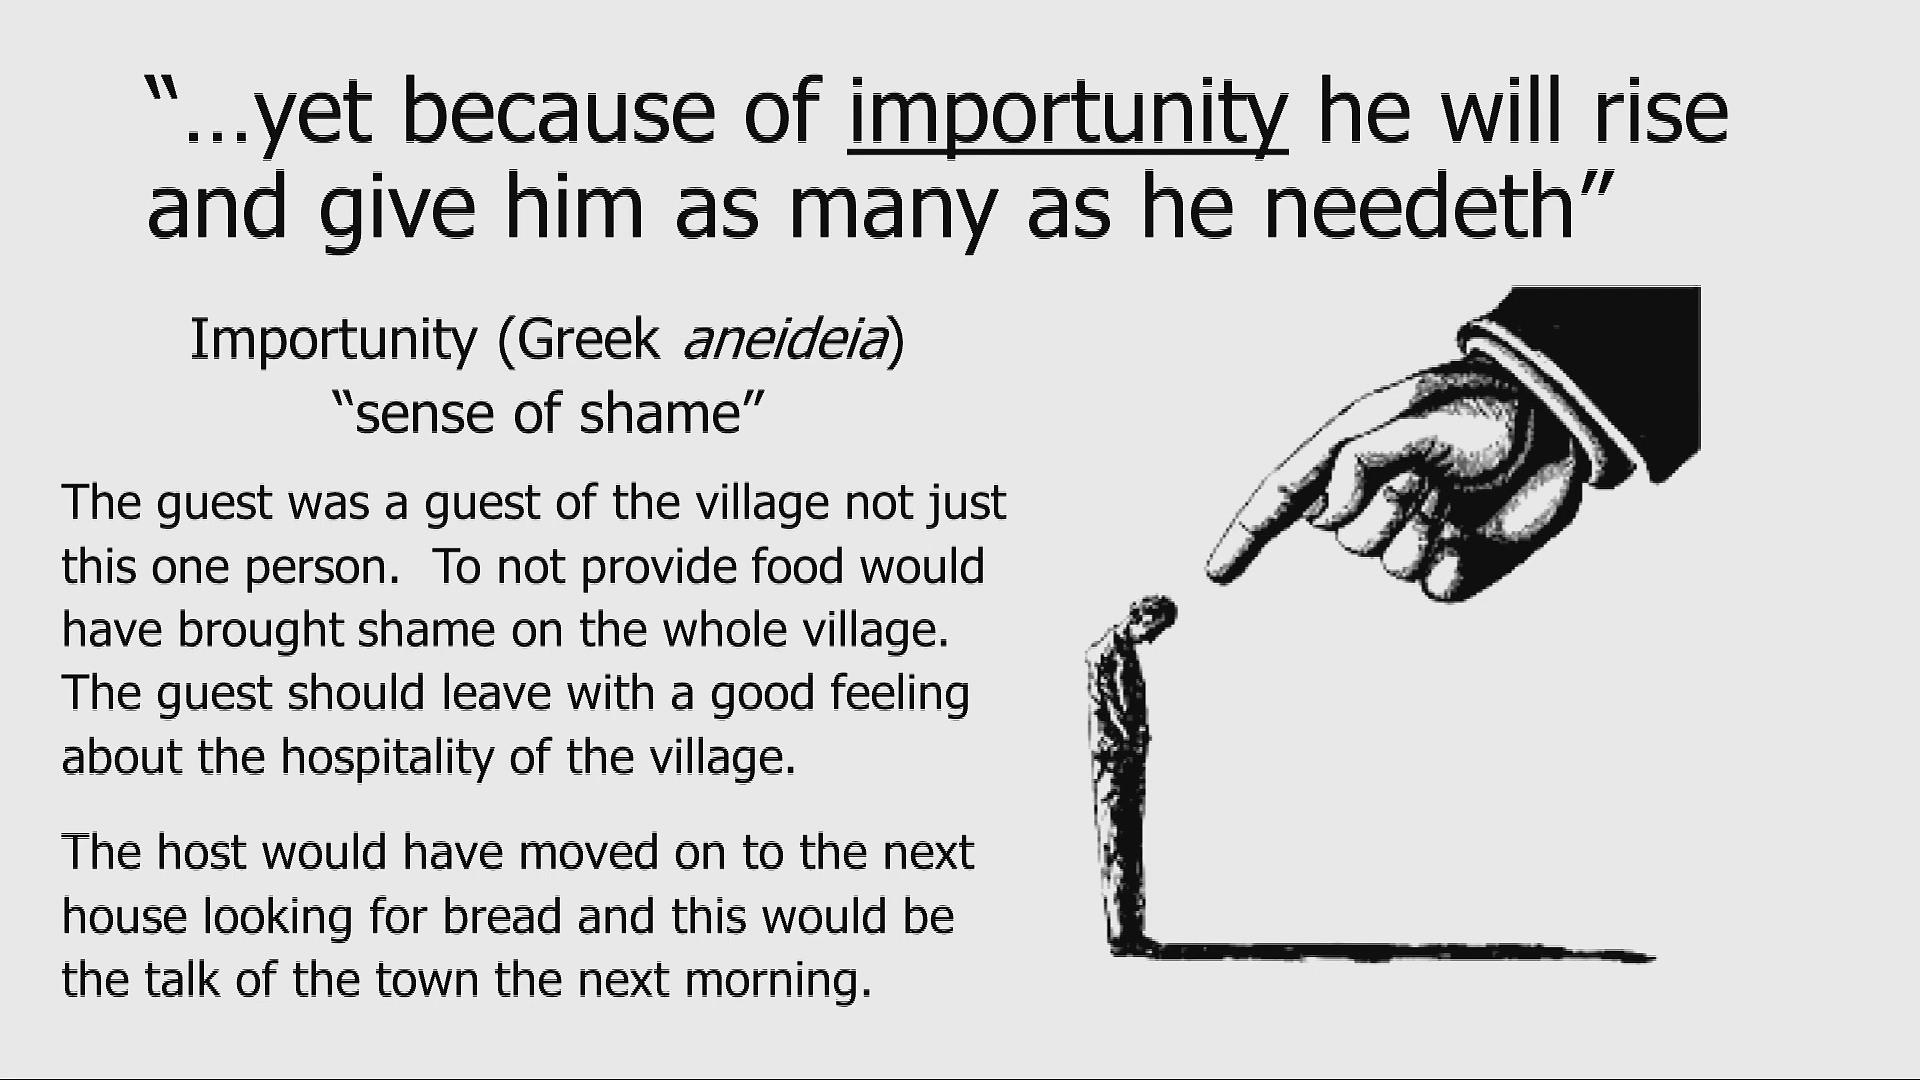 “...yet because of importunity he will rise
and give him as many as he needeth”
Importunity (Greek aneideia)
“sense of shame”
The guest was a guest of the village not just
this one person. To not provide food would
have brought shame on the whole village.
The guest should leave with a good feeling
about the hospitality of the village.
The host would have moved on to the next
house looking for bread and this would be
the talk of the town the next morning.